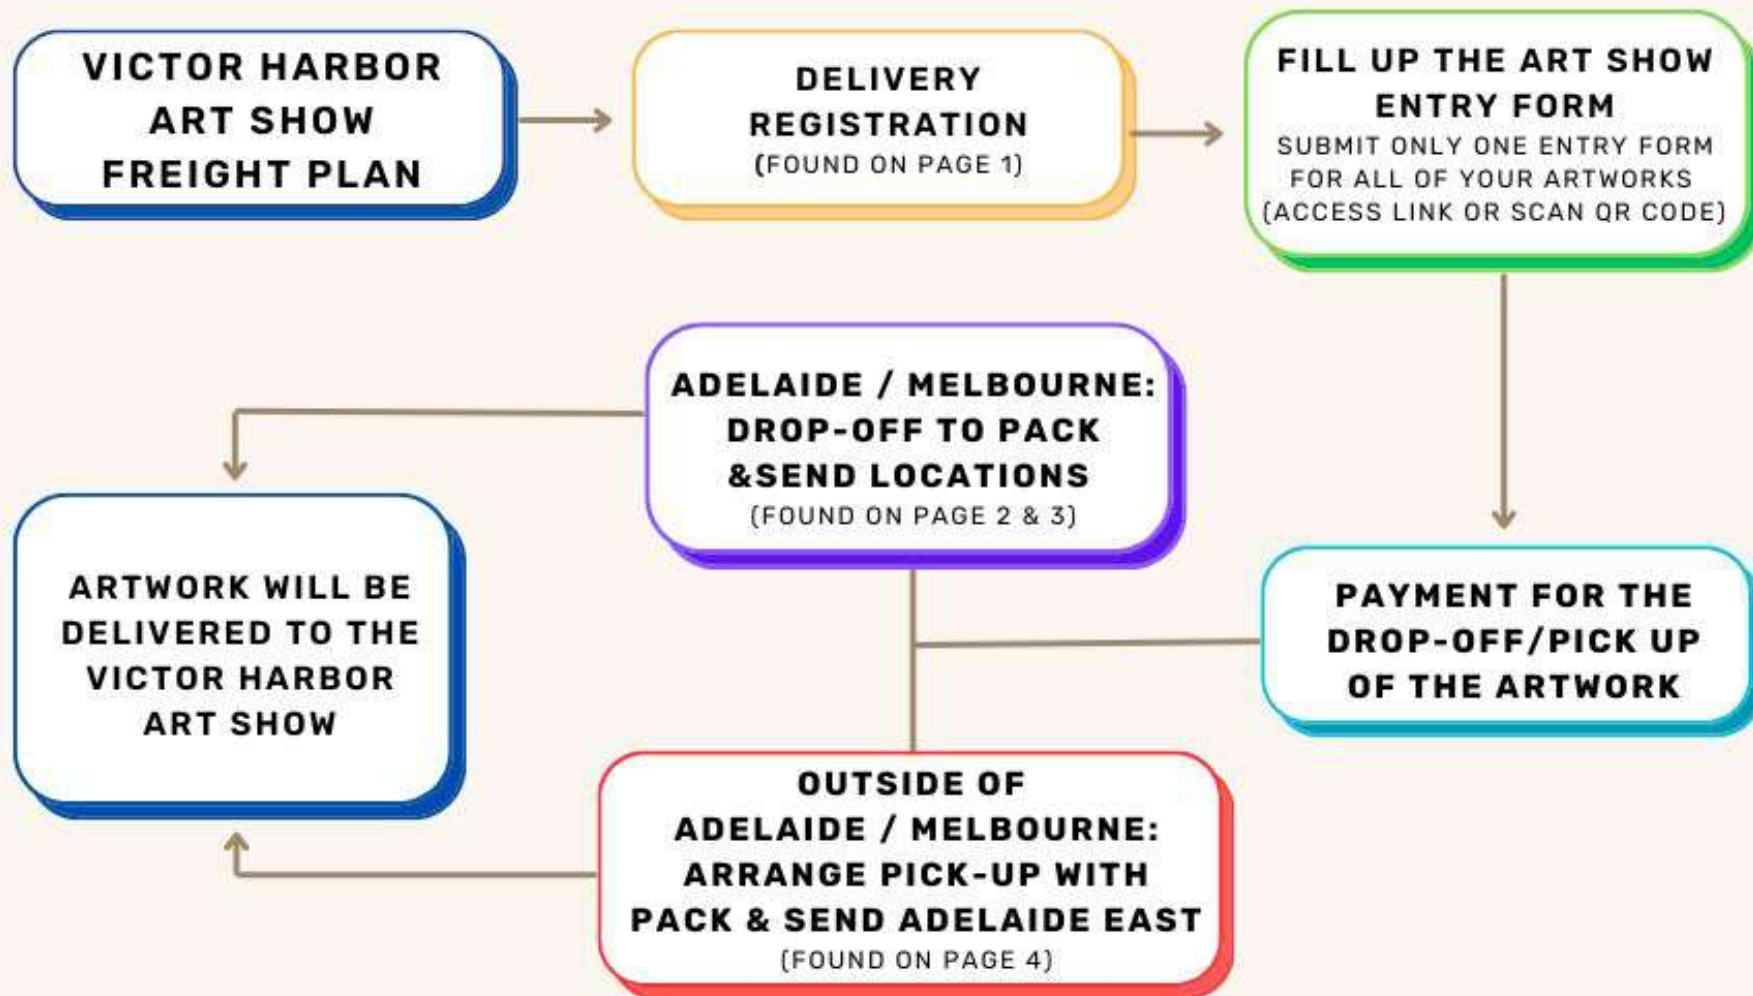 VICTOR HARBOR
ART SHOW
FREIGHT PLAN
DELIVERY
REGISTRATION
(FOUND ON PAGE 1)
FILL UP THE ART SHOW
ENTRY FORM
SUBMIT ONLY ONE ENTRY FORM
FOR ALL OF YOUR ARTWORKS
(ACCESS LINK OR SCAN QR CODE)
PAYMENT FOR THE
DROP-OFF/PICK UP
OF THE ARTWORK
ADELAIDE / MELBOURNE:
DROP-OFF TO PACK
&SEND LOCATIONS
(FOUND ON PAGE 2 & 3)
OUTSIDE OF
ADELAIDE / MELBOURNE:
ARRANGE PICK-UP WITH
PACK & SEND ADELAIDE EAST
(FOUND ON PAGE 4)
ARTWORK WILL BE
DELIVERED TO THE
VICTOR HARBOR
ART SHOW